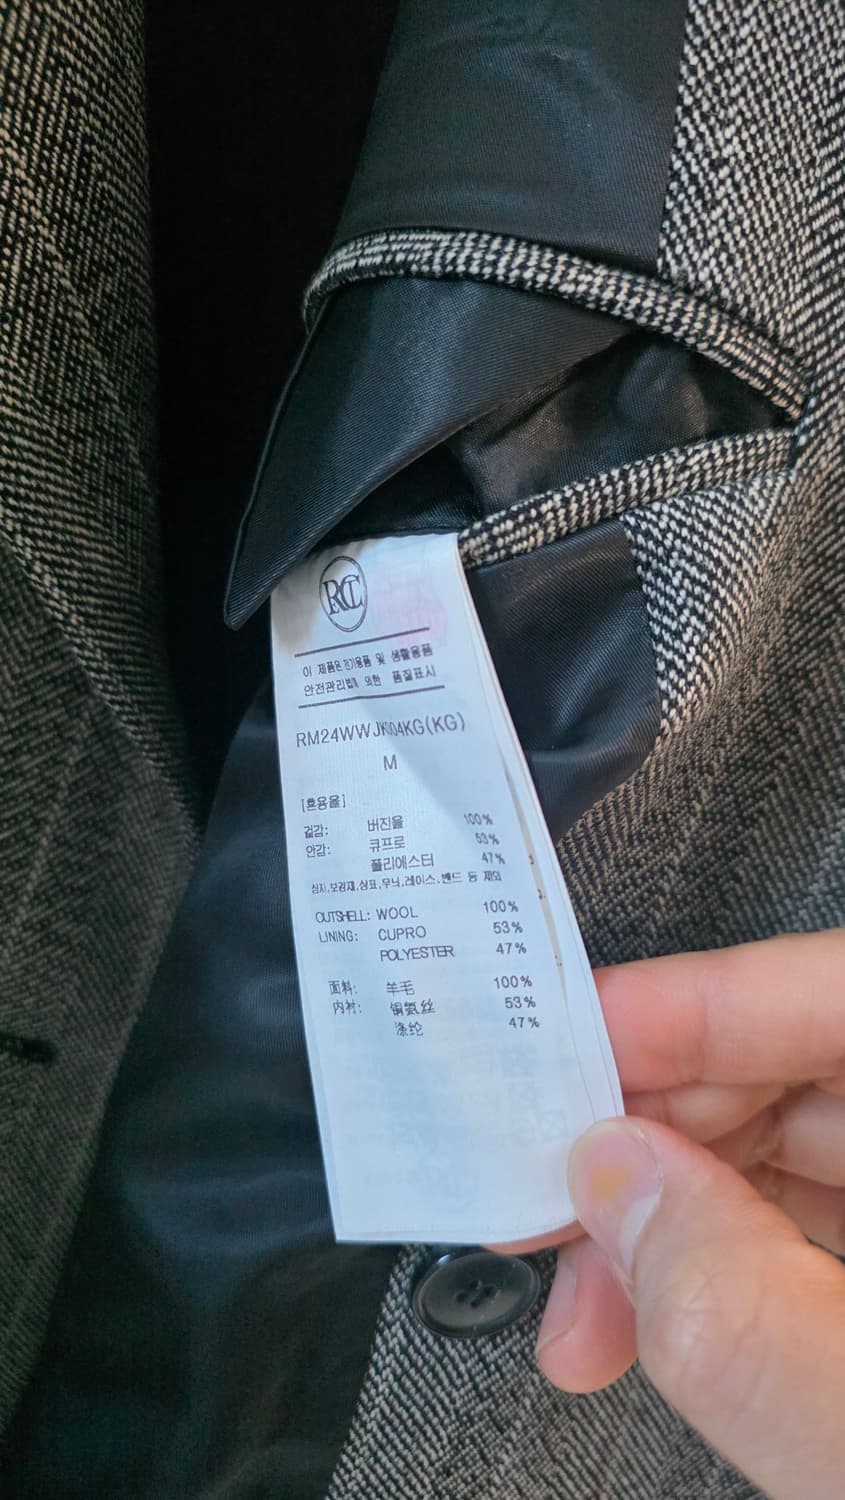 RCT
이 제품은 전기용품 및 생활용품
안전관리법에 의한 품질표시
RM24WWJK004KG(KG)
M
[혼용율]
겉감: 버진울 100%
안감: 큐프로 53%
폴리에스터 47%
심지,보강재,상표,무늬,레이스,밴드 등 제외
OUTSHELL: WOOL 100%
LINING: CUPRO 53%
POLYESTER 47%
面料: 羊毛 100%
内衬: 铜氨丝 53%
涤纶 47%